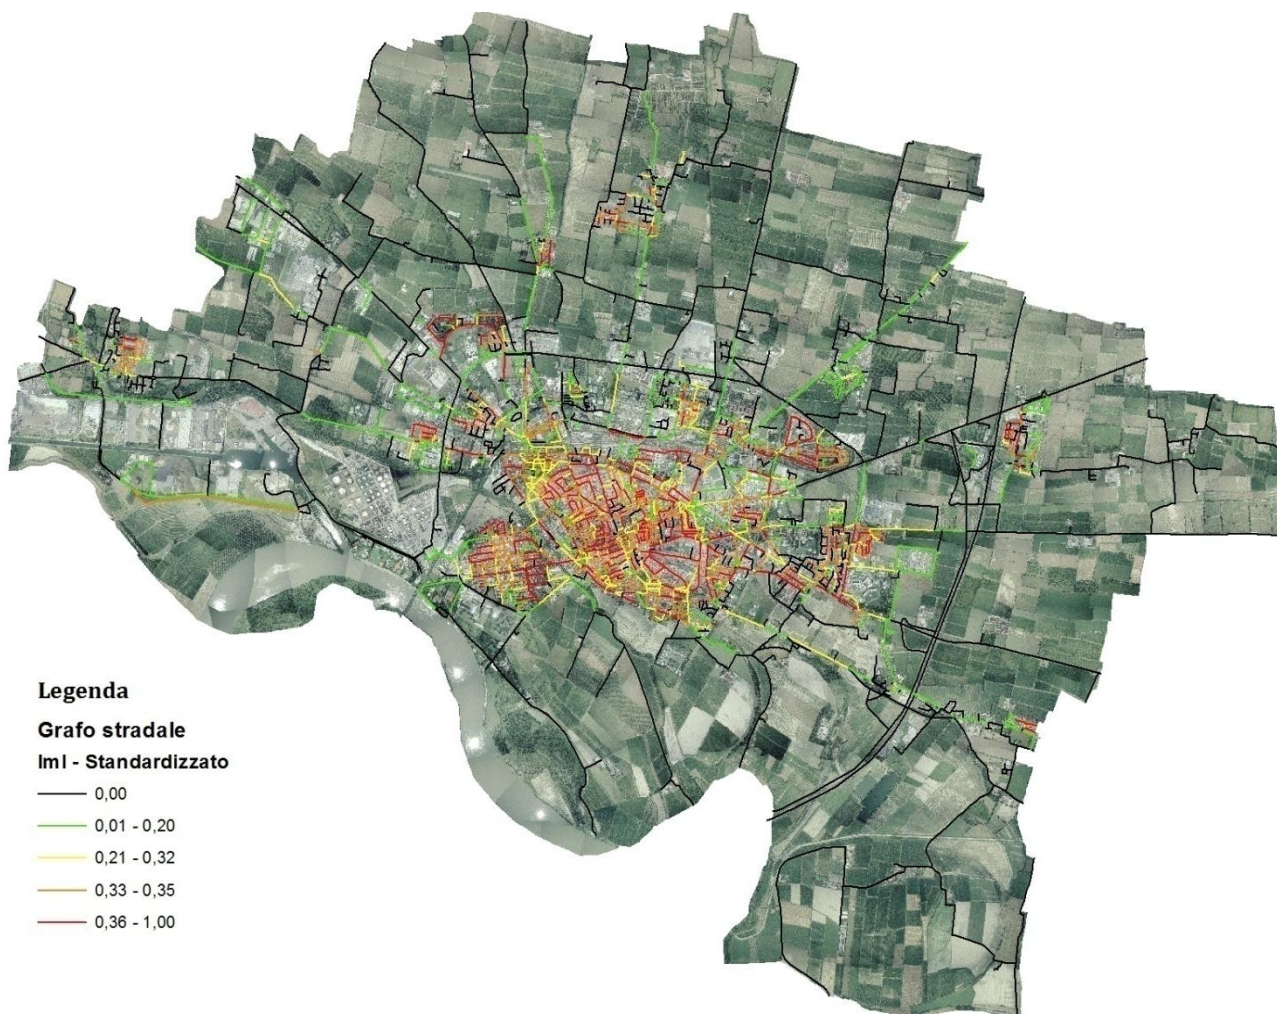 Legenda
Grafo stradale
Iml - Standardizzato
0,00
0,01 - 0,20
0,21 - 0,32
0,33 - 0,35
0,36 - 1,00